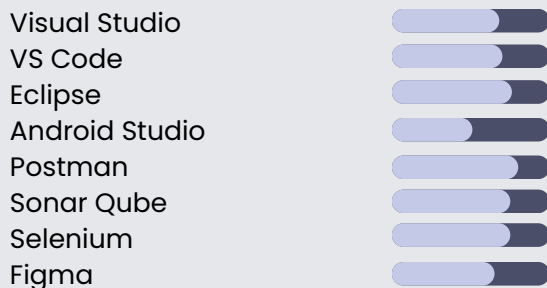 Visual Studio
VS Code
Eclipse
Android Studio
Postman
Sonar Qube
Selenium
Figma